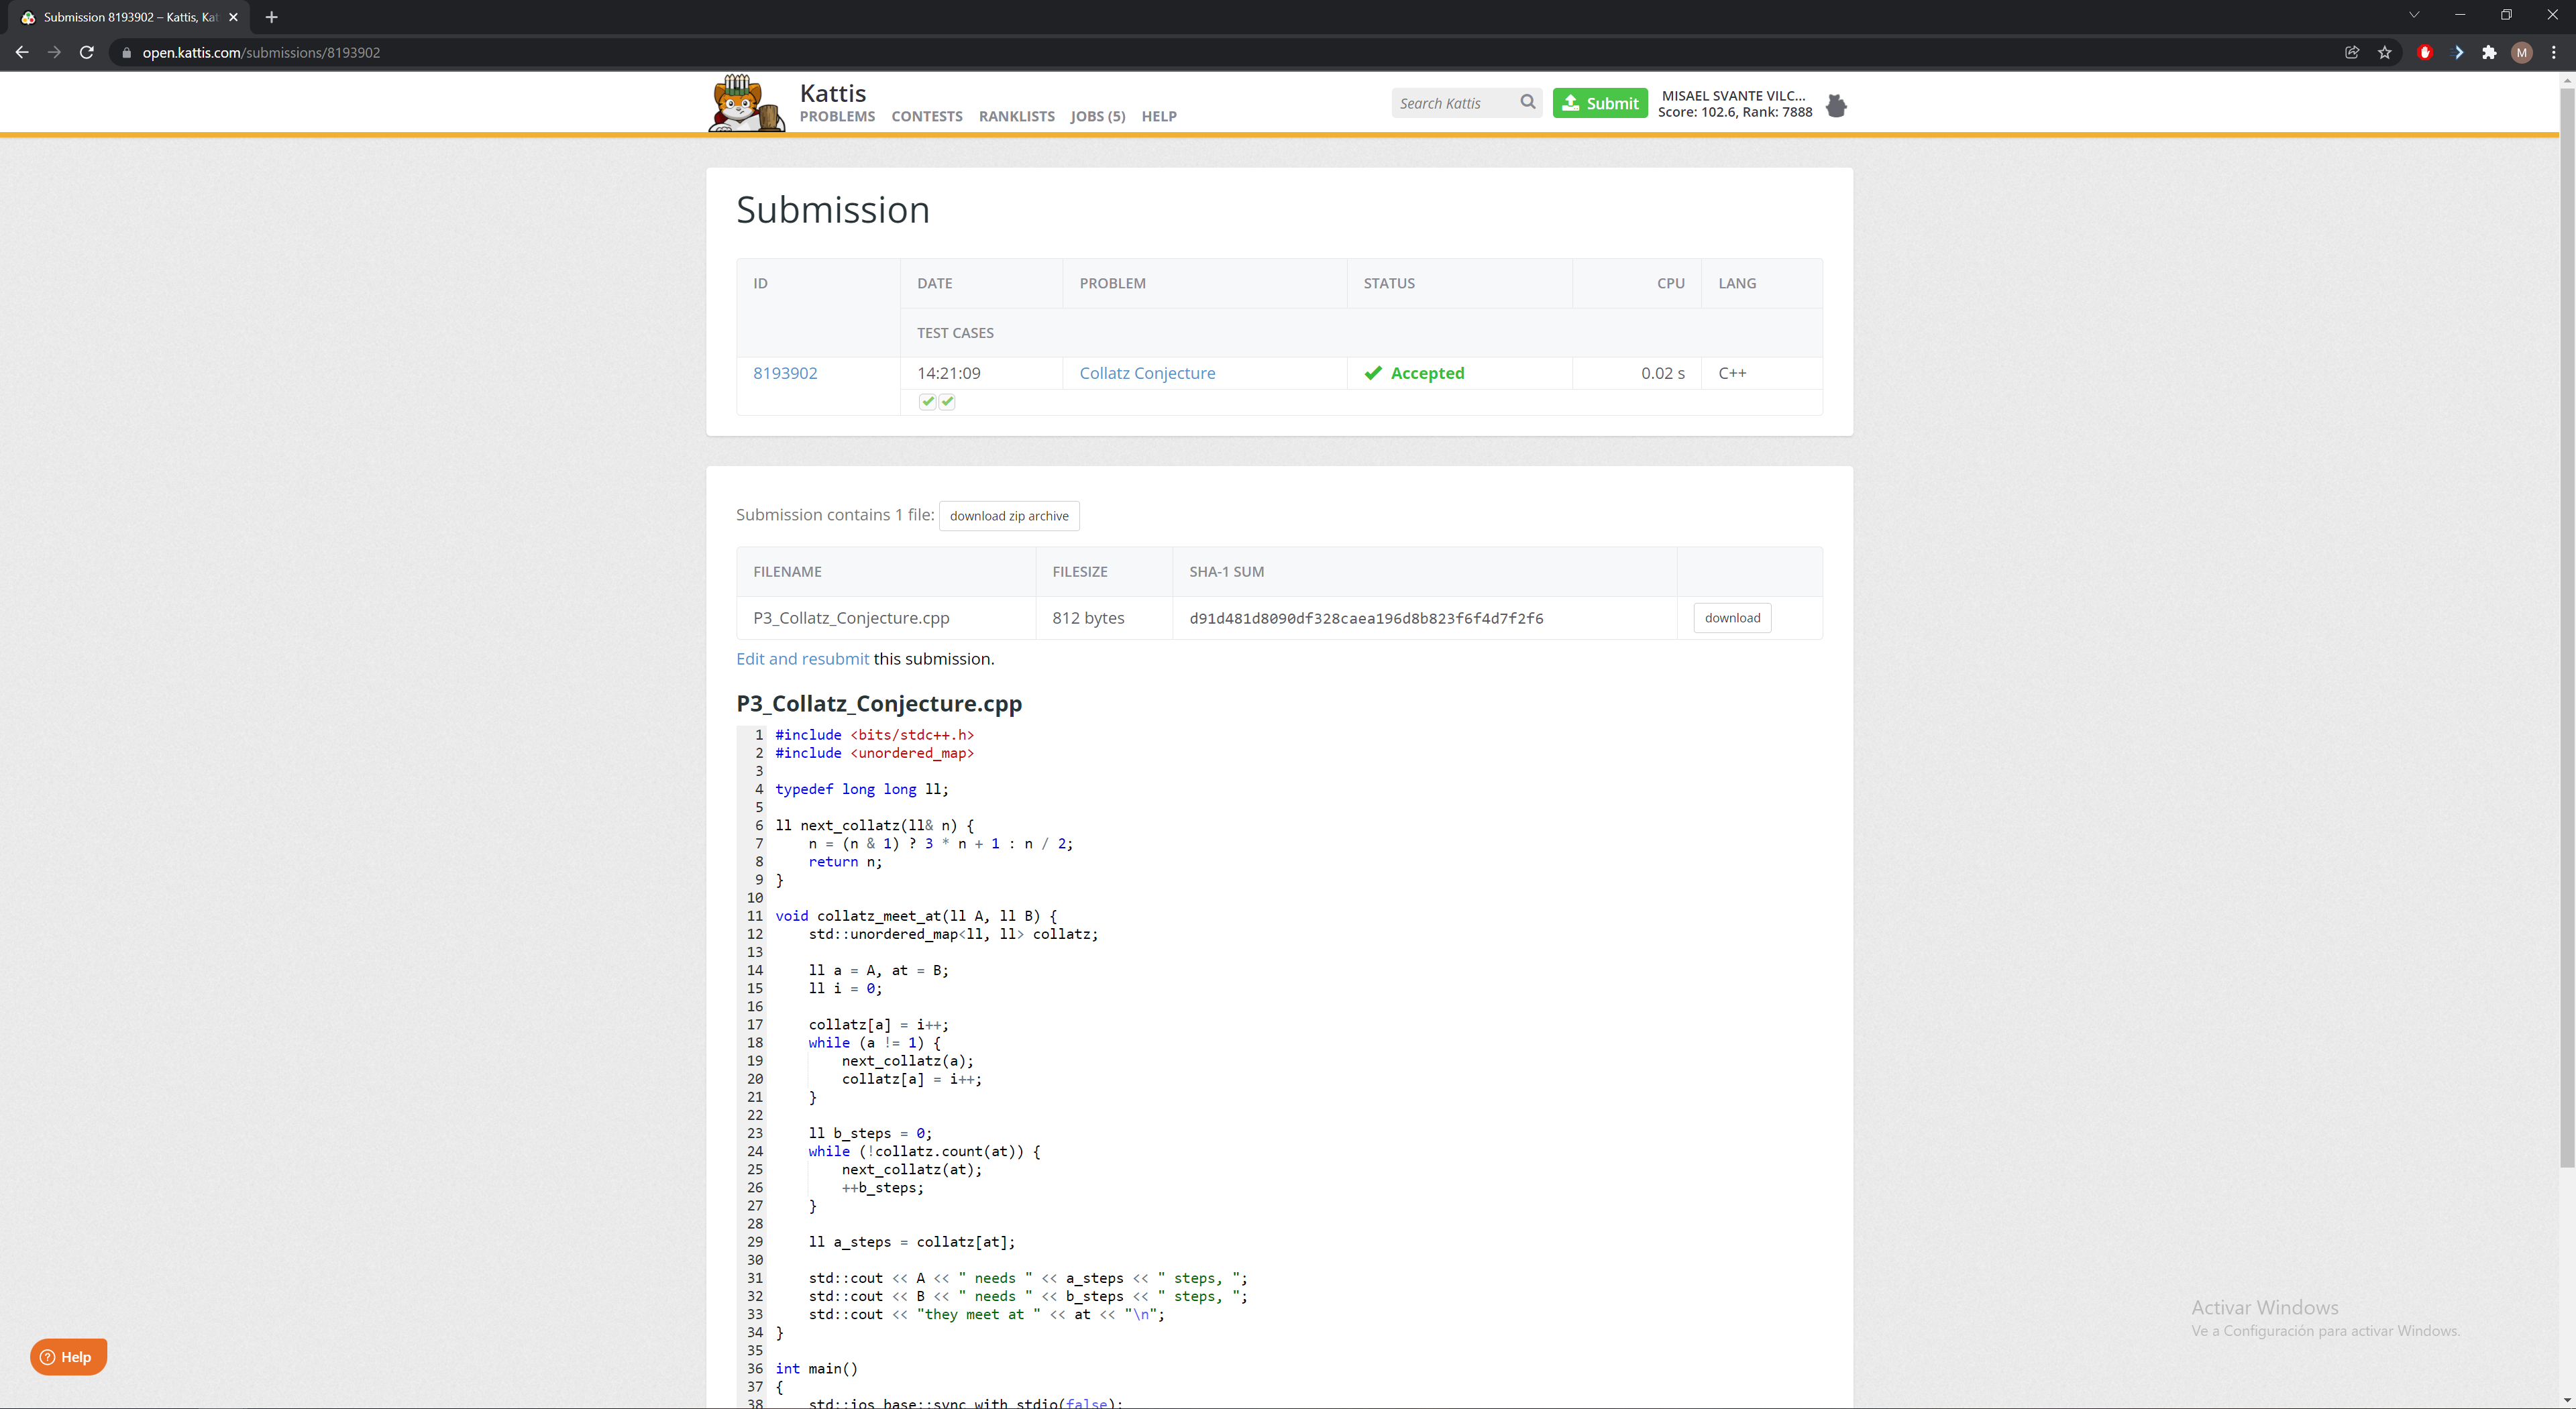 Submission 8193902 – Kattis, Kat
open.kattis.com/submissions/8193902
M
Kattis
PROBLEMS CONTESTS RANKLISTS JOBS (5) HELP
Search Kattis
Submit
MISAEL SVANTE VILC...
Score: 102.6, Rank: 7888
Submission
ID DATE PROBLEM STATUS CPU LANG
TEST CASES
8193902 14:21:09 Collatz Conjecture Accepted 0.02 s C++
Submission contains 1 file: download zip archive
FILENAME FILESIZE SHA-1 SUM
P3_Collatz_Conjecture.cpp 812 bytes d91d481d8090df328caea196d8b823f6f4d7f2f6 download
Edit and resubmit this submission.
P3_Collatz_Conjecture.cpp
1 #include <bits/stdc++.h>
2 #include <unordered_map>
3
4 typedef long long ll;
5
6 ll next_collatz(ll& n) {
7     n = (n & 1) ? 3 * n + 1 : n / 2;
8     return n;
9 }
10
11 void collatz_meet_at(ll A, ll B) {
12     std::unordered_map<ll, ll> collatz;
13
14     ll a = A, at = B;
15     ll i = 0;
16
17     collatz[a] = i++;
18     while (a != 1) {
19         next_collatz(a);
20         collatz[a] = i++;
21     }
22
23     ll b_steps = 0;
24     while (!collatz.count(at)) {
25         next_collatz(at);
26         ++b_steps;
27     }
28
29     ll a_steps = collatz[at];
30
31     std::cout << A << " needs " << a_steps << " steps, ";
32     std::cout << B << " needs " << b_steps << " steps, ";
33     std::cout << "they meet at " << at << "\n";
34 }
35
36 int main()
37 {
38     std::ios_base::sync_with_stdio(false);
Activar Windows
Ve a Configuración para activar Windows.
Help